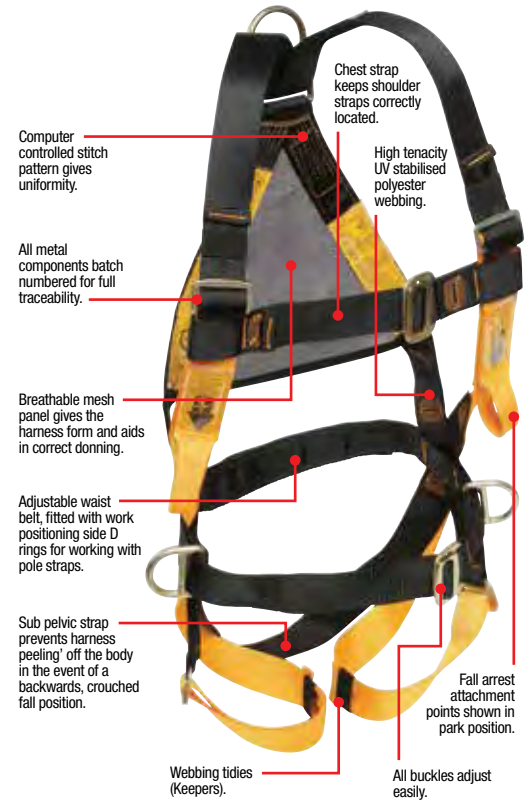 Chest strap
keeps shoulder
straps correctly
located.
Computer
controlled stitch
pattern gives
uniformity.
High tenacity
UV stabilised
polyester
webbing.
All metal
components batch
numbered for full
traceability.
Breathable mesh
panel gives the
harness form and aids
in correct donning.
Adjustable waist
belt, fitted with work
positioning side D
rings for working with
pole straps.
Sub pelvic strap
prevents harness
peeling' off the body
in the event of a
backwards, crouched
fall position.
Fall arrest
attachment
points shown in
park position.
Webbing tidies
(Keepers).
All buckles adjust
easily.